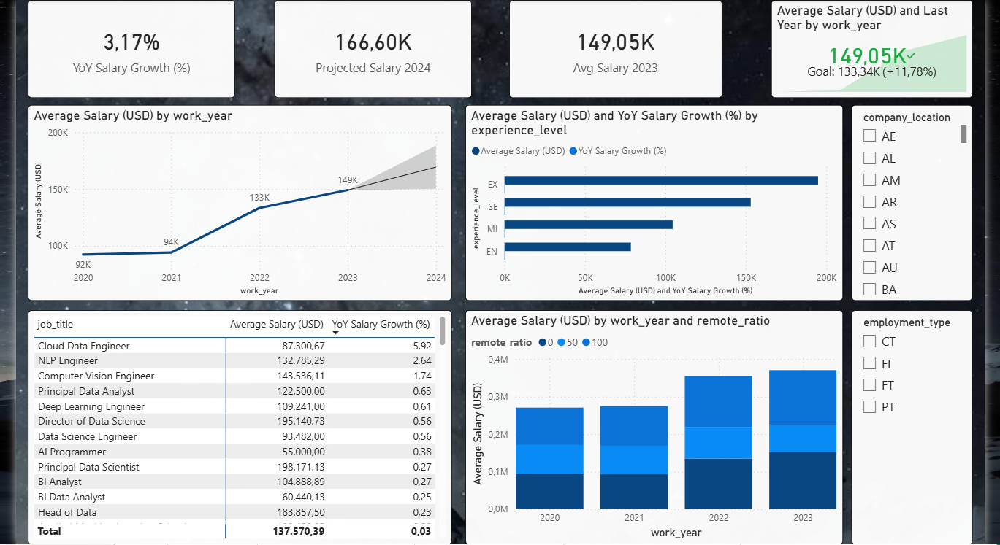 3,17%
YoY Salary Growth (%)
166,60K
Projected Salary 2024
149,05K
Avg Salary 2023
Average Salary (USD) and Last
Year by work_year
149,05K
Goal: 133,34K (+11,78%)
Average Salary (USD) by work_year
200K
150K
100K
Average Salary (USD)
92K
94K
133K
149K
2020
2021
2022
2023
2024
work_year
Average Salary (USD) and YoY Salary Growth (%) by
experience_level
Average Salary (USD)
YoY Salary Growth (%)
experience_level
EX
SE
MI
EN
0K
50K
100K
150K
200K
Average Salary (USD) and YoY Salary Growth (%)
company_location
AE
AL
AM
AR
AS
AT
AU
BA
job_title Average Salary (USD) YoY Salary Growth (%)
Cloud Data Engineer 87.300,67 5,92
NLP Engineer 132.785,29 2,64
Computer Vision Engineer 143.536,11 1,74
Principal Data Analyst 122.500,00 0,63
Deep Learning Engineer 109.241,00 0,61
Director of Data Science 195.140,73 0,56
Data Science Engineer 93.482,00 0,56
AI Programmer 55.000,00 0,38
Principal Data Scientist 198.171,13 0,27
BI Analyst 104.888,89 0,27
BI Data Analyst 60.440,13 0,25
Head of Data 183.857,50 0,23
Total 137.570,39 0,03
Average Salary (USD) by work_year and remote_ratio
remote_ratio 0 50 100
0,4M
0,3M
0,2M
0,1M
0,0M
Average Salary (USD)
2020
2021
2022
2023
work_year
employment_type
CT
FL
FT
PT